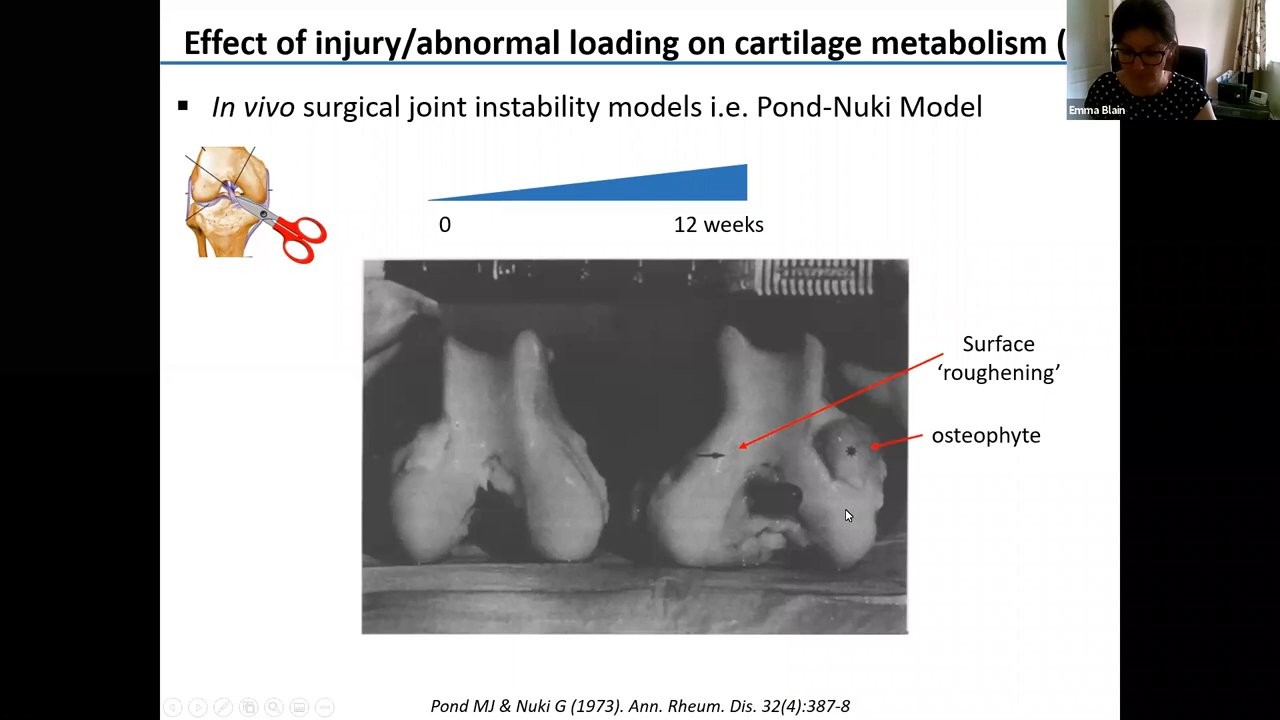 Effect of injury/abnormal loading on cartilage metabolism (
Emma Blain
▪ In vivo surgical joint instability models i.e. Pond-Nuki Model
0
12 weeks
Surface
‘roughening’
osteophyte
Pond MJ & Nuki G (1973). Ann. Rheum. Dis. 32(4):387-8